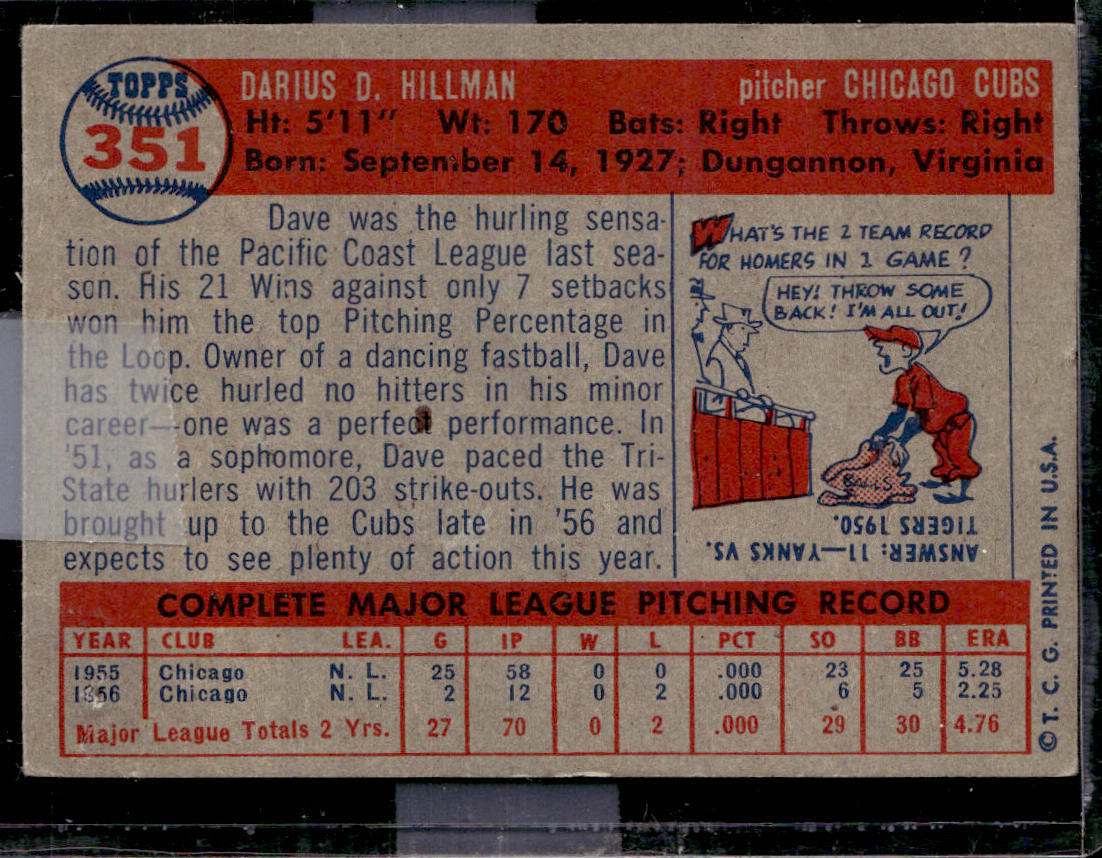 TOPPS
351
DARIUS D. HILLMAN
pitcher CHICAGO CUBS
Ht: 5'11" Wt: 170 Bats: Right Throws: Right
Born: September 14, 1927; Dungannon, Virginia
Dave was the hurling sensa-
tion of the Pacific Coast League last sea-
son. His 21 Wins against only 7 setbacks
won him the top Pitching Percentage in
the Loop. Owner of a dancing fastball, Dave
has twice hurled no hitters in his minor
career—one was a perfect performance. In
'51, as a sophomore, Dave paced the Tri-
State hurlers with 203 strike-outs. He was
brought up to the Cubs late in '56 and
expects to see plenty of action this year.
WHAT'S THE 2 TEAM RECORD
FOR HOMERS IN 1 GAME?
HEY! THROW SOME
BACK! I'M ALL OUT!
BALLS
ANSWER: 11—YANKS VS.
TIGERS 1950.
COMPLETE MAJOR LEAGUE PITCHING RECORD
YEAR CLUB LEA. G IP W L PCT SO BB ERA
1955 Chicago N. L. 25 58 0 0 .000 23 25 5.28
1956 Chicago N. L. 2 12 0 2 .000 6 5 2.25
Major League Totals 2 Yrs. 27 70 0 2 .000 29 30 4.76
© T. C. G. PRINTED IN U.S.A.